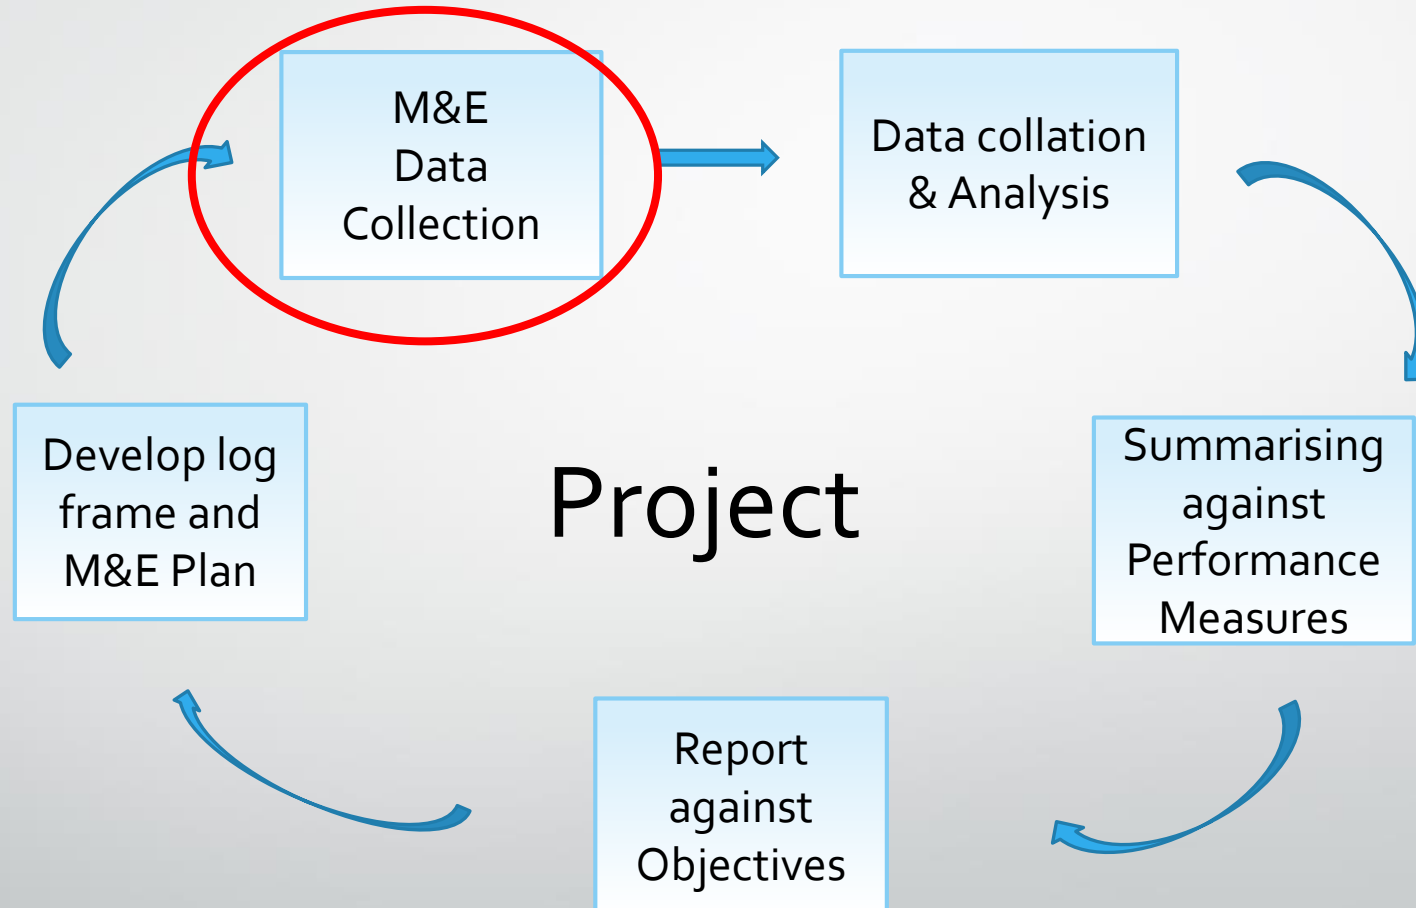 M&E
Data
Collection
Data collation
& Analysis
Develop log
frame and
M&E Plan
Project
Summarising
against
Performance
Measures
Report
against
Objectives